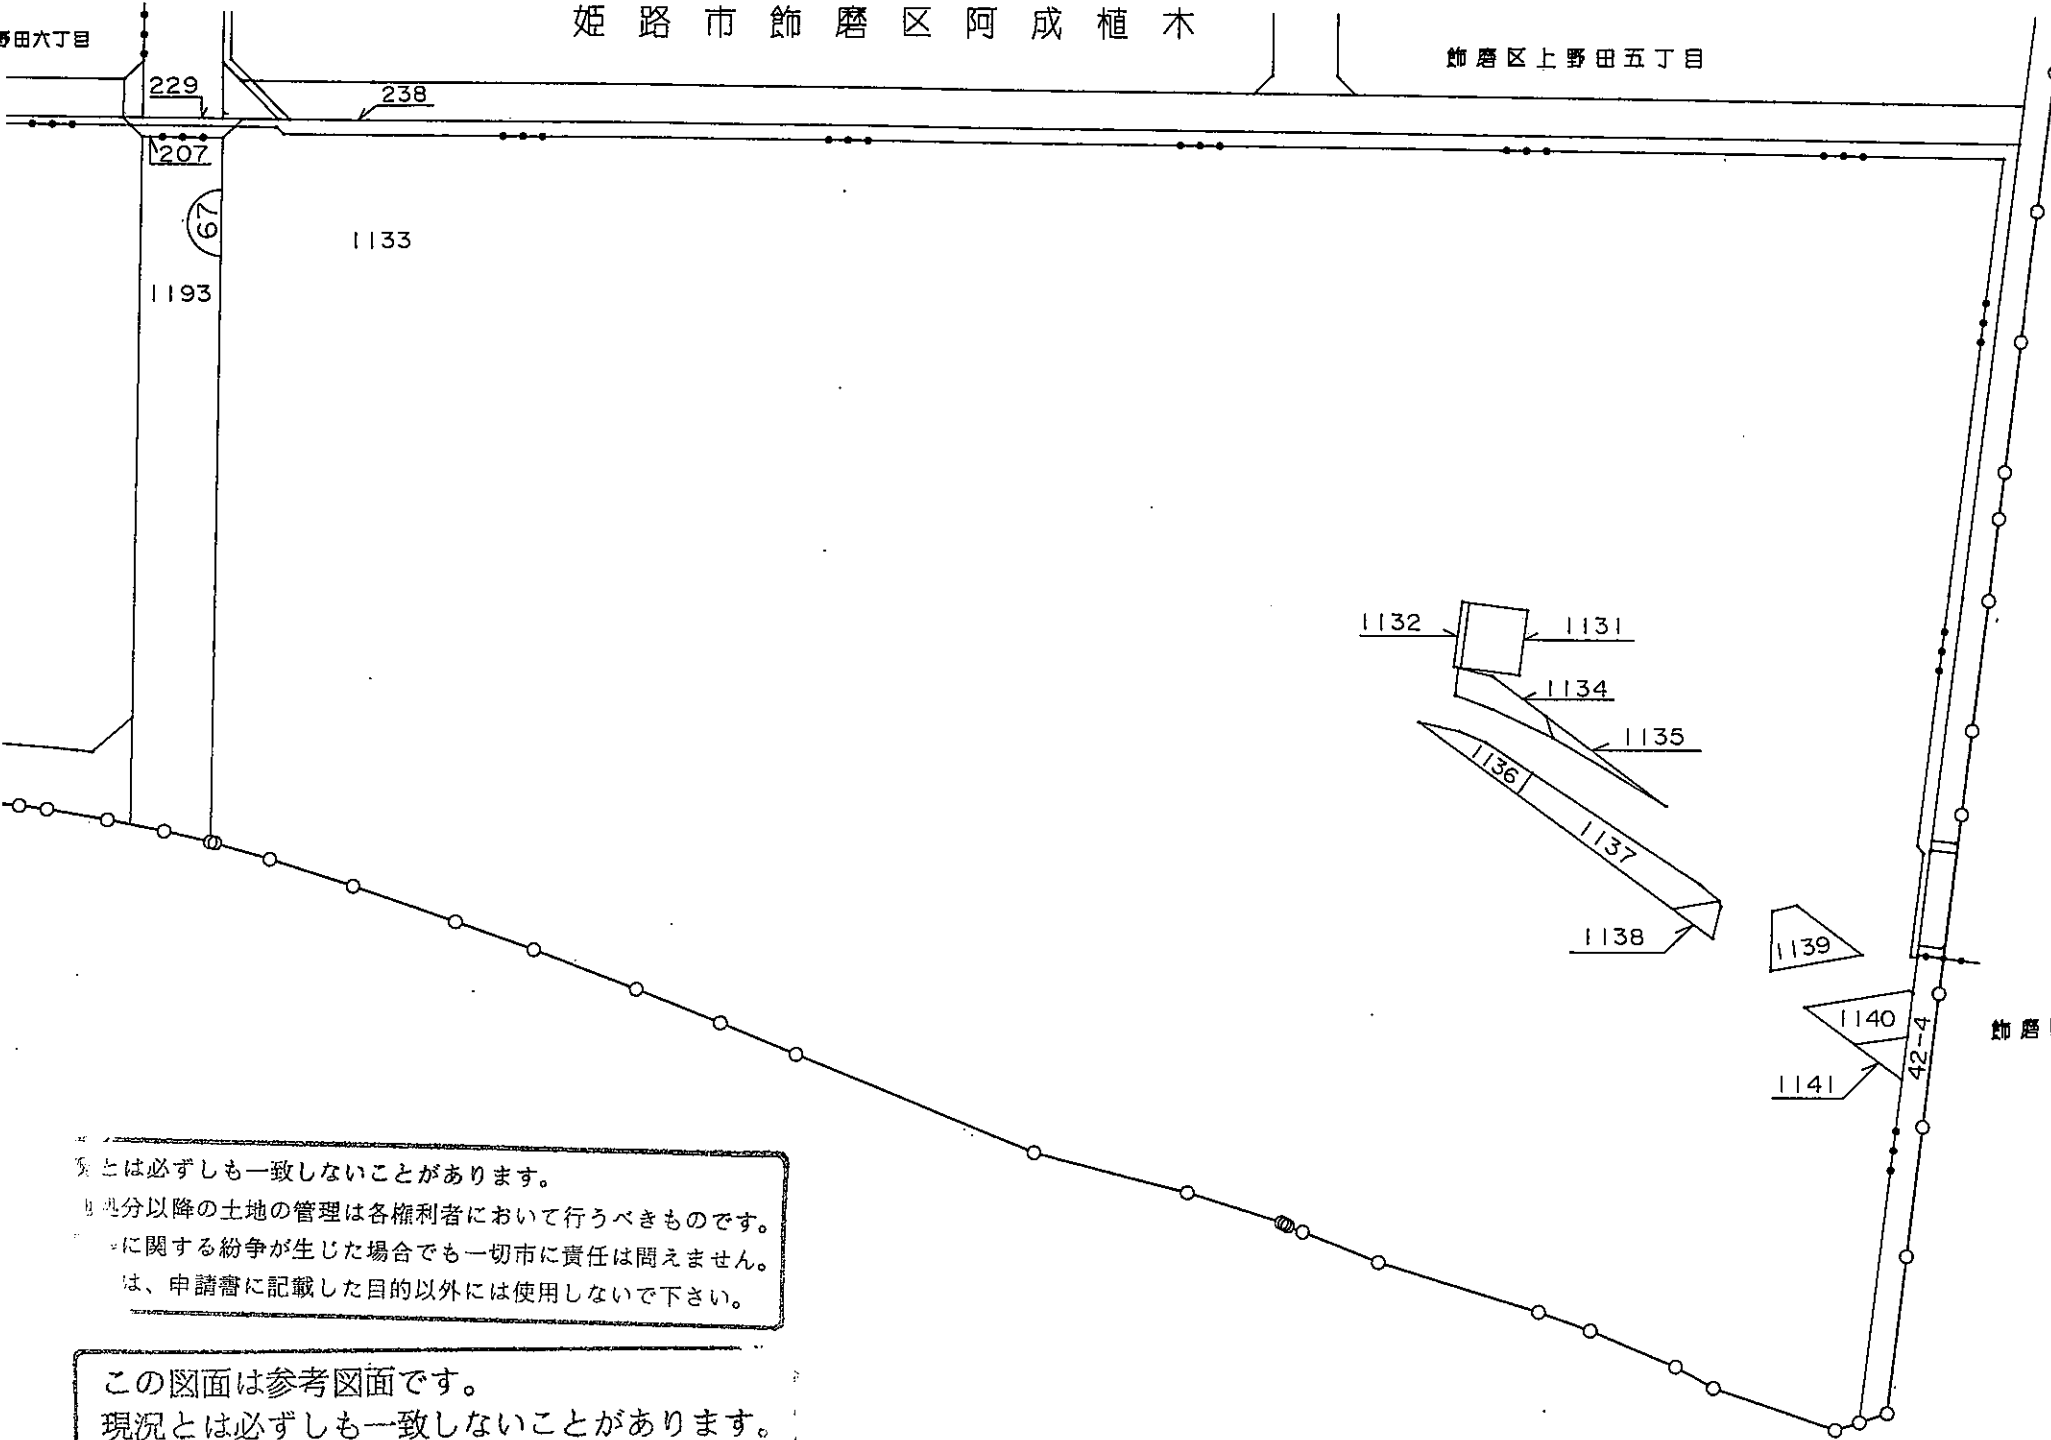 姫路市飾磨区阿成植木
野田六丁目
飾磨区上野田五丁目
229
238
207
67
1133
1193
1132
1131
1134
1135
1136
1137
1138
1139
1140
42-4
1141
飾磨
とは必ずしも一致しないことがあります。
処分以降の土地の管理は各権利者において行うべきものです。
に関する紛争が生じた場合でも一切市に責任は問えません。
は、申請書に記載した目的以外には使用しないで下さい。
この図面は参考図面です。
現況とは必ずしも一致しないことがあります。